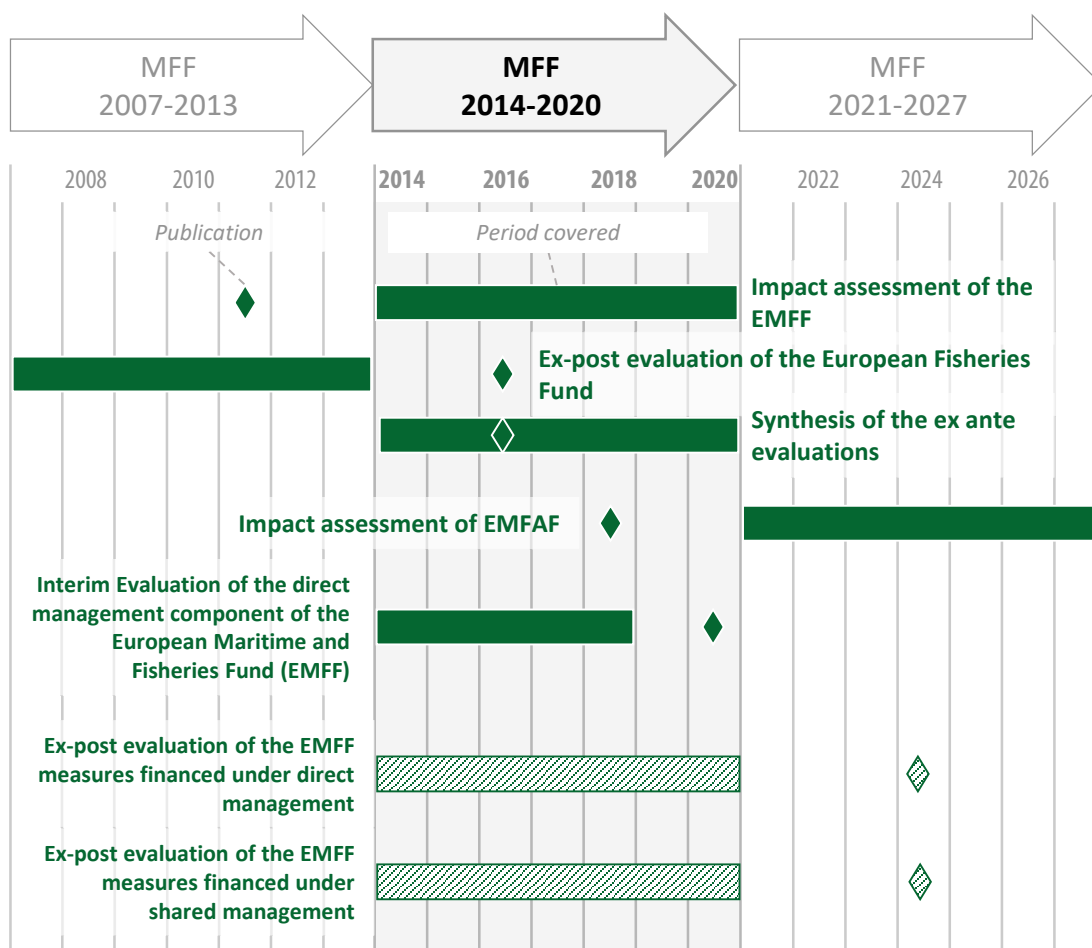 MFF
2007-2013
MFF
2014-2020
MFF
2021-2027
2008 2010 2012 2014 2016 2018 2020 2022 2024 2026
Publication
Period covered
Impact assessment of the
EMFF
Ex-post evaluation of the European Fisheries
Fund
Synthesis of the ex ante
evaluations
Impact assessment of EMFAF
Interim Evaluation of the direct
management component of the
European Maritime and
Fisheries Fund (EMFF)
Ex-post evaluation of the EMFF
measures financed under direct
management
Ex-post evaluation of the EMFF
measures financed under
shared management